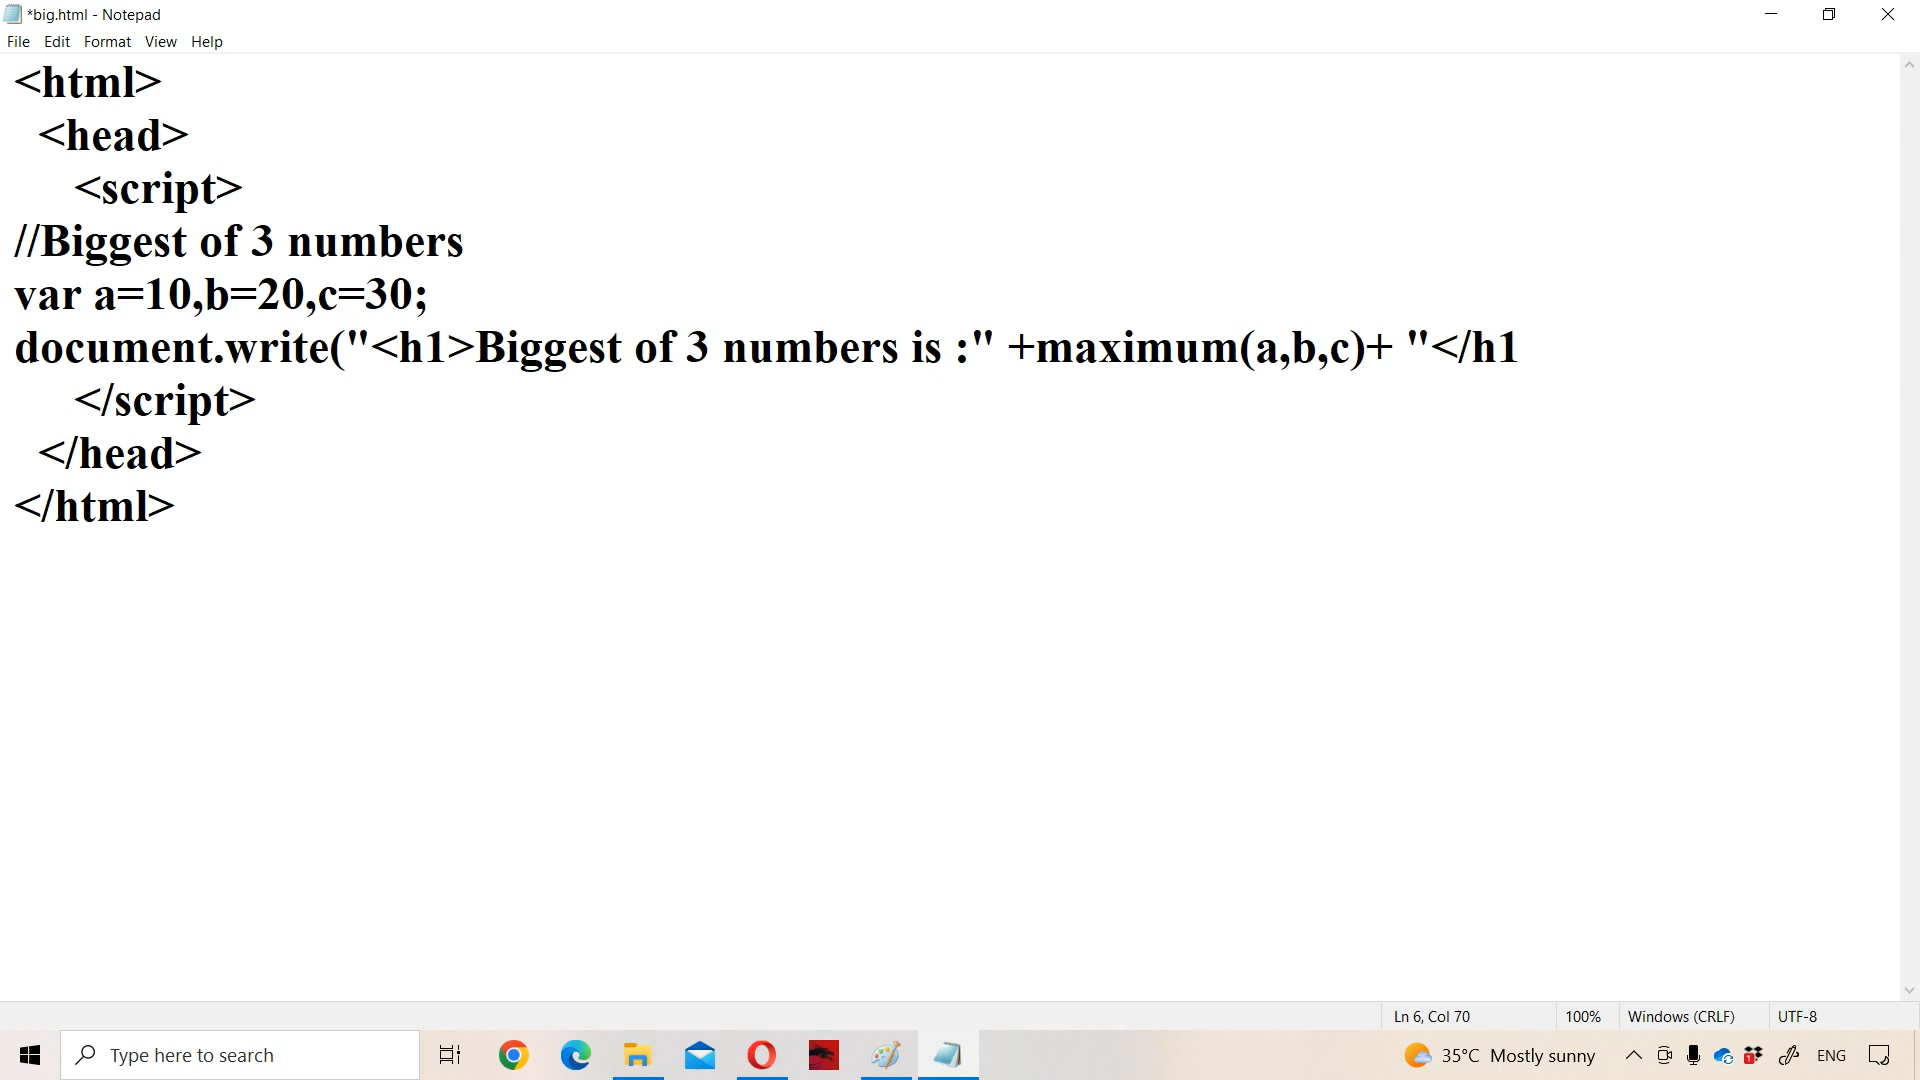 *big.html - Notepad
File Edit Format View Help
<html>
<head>
<script>
//Biggest of 3 numbers
var a=10,b=20,c=30;
document.write("<h1>Biggest of 3 numbers is :" +maximum(a,b,c)+ "</h1
</script>
</head>
</html>
Ln 6, Col 70 100% Windows (CRLF) UTF-8
Type here to search 35°C Mostly sunny 1 ENG